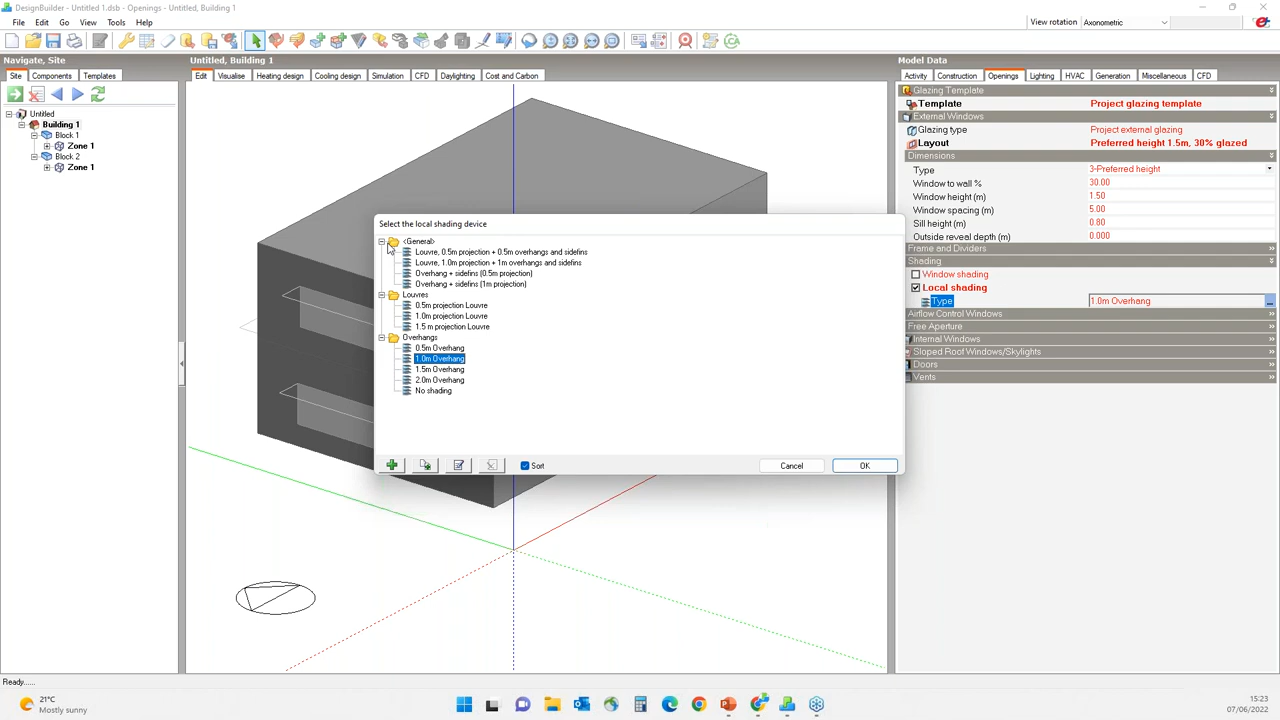 DesignBuilder - Untitled 1.dsb - Openings - Untitled, Building 1
File Edit Go View Tools Help
View rotation Axonometric
Navigate, Site
Site Components Templates
Untitled
Building 1
Block 1
Zone 1
Block 2
Zone 1
Untitled, Building 1
Edit Visualise Heating design Cooling design Simulation CFD Daylighting Cost and Carbon
Select the local shading device
<General>
Louvre, 0.5m projection + 0.5m overhangs and sidefins
Louvre, 1.0m projection + 1m overhangs and sidefins
Overhang + sidefins (0.5m projection)
Overhang + sidefins (1m projection)
Louvres
0.5m projection Louvre
1.0m projection Louvre
1.5 m projection Louvre
Overhangs
0.5m Overhang
1.0m Overhang
1.5m Overhang
2.0m Overhang
No shading
Sort
Cancel OK
Model Data
Activity Construction Openings Lighting HVAC Generation Miscellaneous CFD
Glazing Template
Template Project glazing template
External Windows
Glazing type Project external glazing
Layout Preferred height 1.5m, 30% glazed
Dimensions
Type 3-Preferred height
Window to wall % 30.00
Window height (m) 1.50
Window spacing (m) 5.00
Sill height (m) 0.80
Outside reveal depth (m) 0.000
Frame and Dividers
Shading
Window shading
Local shading
Type 1.0m Overhang
Airflow Control Windows
Free Aperture
Internal Windows
Sloped Roof Windows/Skylights
Doors
Vents
Ready.....
21°C
Mostly sunny
15:23
07/06/2022